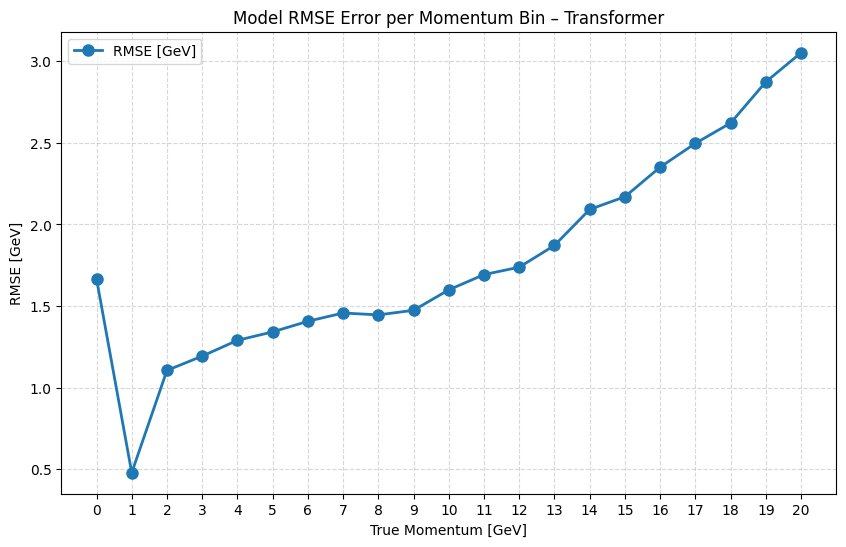 Model RMSE Error per Momentum Bin – Transformer
RMSE [GeV]
3.0
2.5
2.0
1.5
1.0
0.5
RMSE [GeV]
0 1 2 3 4 5 6 7 8 9 10 11 12 13 14 15 16 17 18 19 20
True Momentum [GeV]